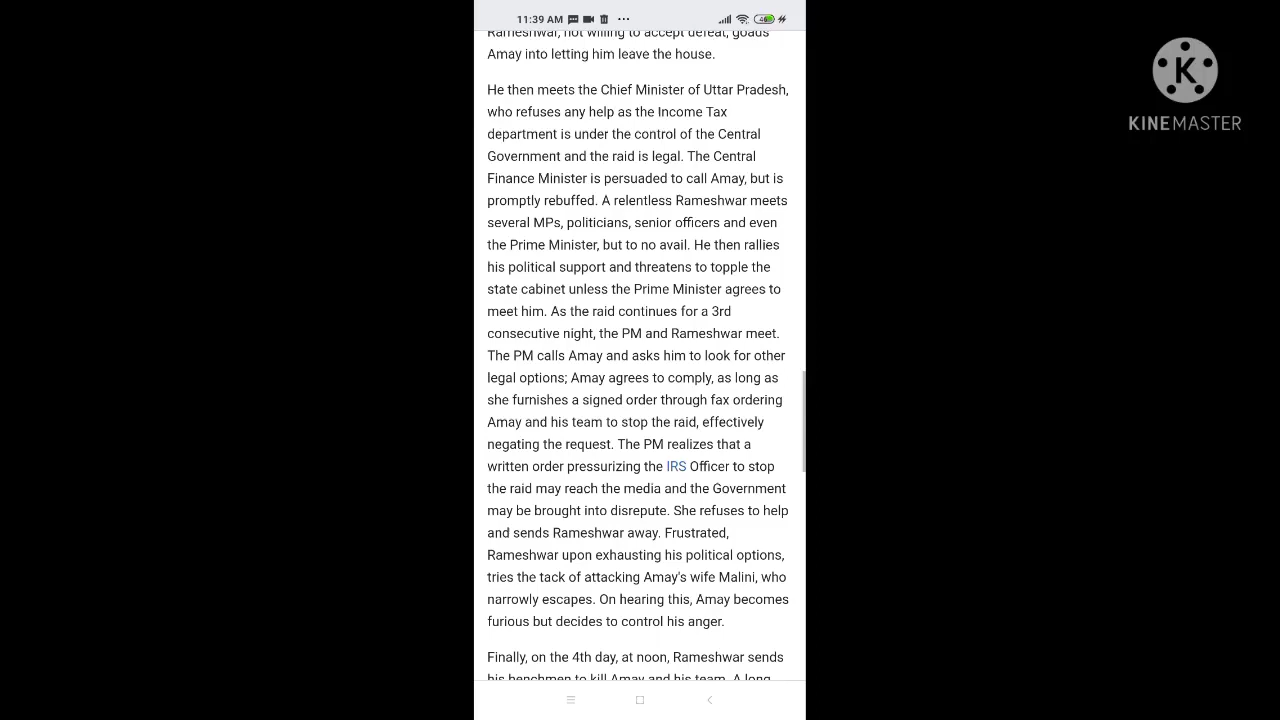 11:39 AM
46
Rameshwar, not willing to accept defeat, goads
Amay into letting him leave the house.
He then meets the Chief Minister of Uttar Pradesh,
who refuses any help as the Income Tax
department is under the control of the Central
Government and the raid is legal. The Central
Finance Minister is persuaded to call Amay, but is
promptly rebuffed. A relentless Rameshwar meets
several MPs, politicians, senior officers and even
the Prime Minister, but to no avail. He then rallies
his political support and threatens to topple the
state cabinet unless the Prime Minister agrees to
meet him. As the raid continues for a 3rd
consecutive night, the PM and Rameshwar meet.
The PM calls Amay and asks him to look for other
legal options; Amay agrees to comply, as long as
she furnishes a signed order through fax ordering
Amay and his team to stop the raid, effectively
negating the request. The PM realizes that a
written order pressurizing the IRS Officer to stop
the raid may reach the media and the Government
may be brought into disrepute. She refuses to help
and sends Rameshwar away. Frustrated,
Rameshwar upon exhausting his political options,
tries the tack of attacking Amay's wife Malini, who
narrowly escapes. On hearing this, Amay becomes
furious but decides to control his anger.
Finally, on the 4th day, at noon, Rameshwar sends
his henchmen to kill Amay and his team. A long
K
KINEMASTER